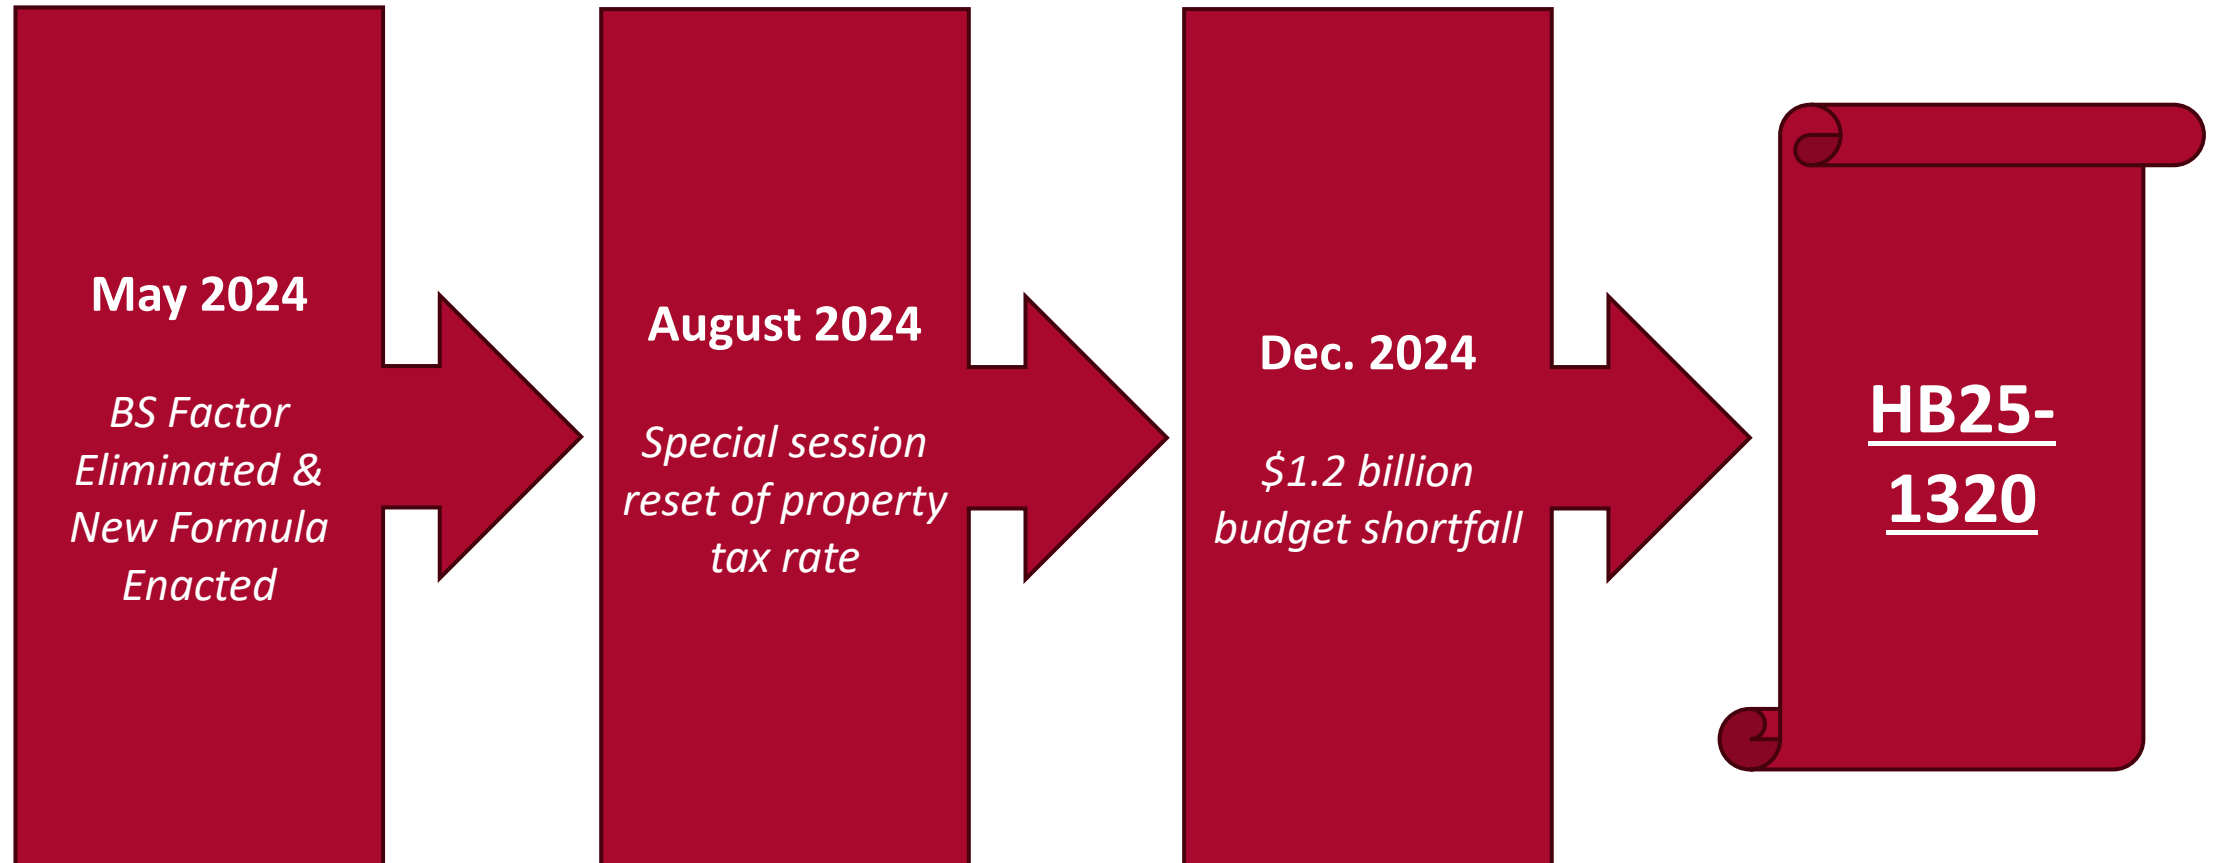 May 2024
BS Factor
Eliminated &
New Formula
Enacted
August 2024
Special session
reset of property
tax rate
Dec. 2024
$1.2 billion
budget shortfall
HB25-
1320